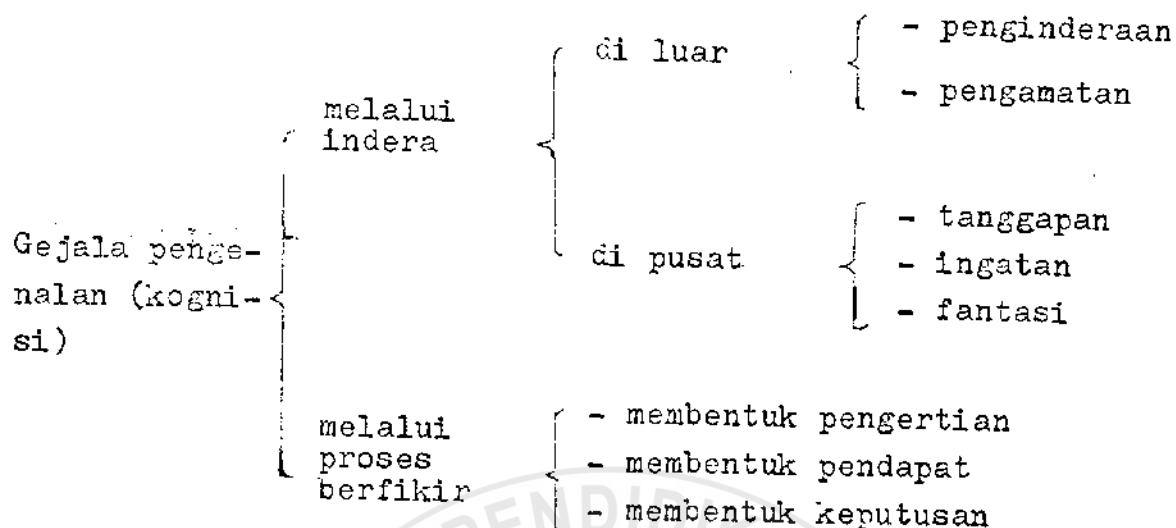 di luar
- penginderaan
- pengamatan
melalui
indera
di pusat
- tanggapan
- ingatan
- fantasi
Gejala penge-
nalan (kogni-
si)
melalui
proses
berfikir
- membentuk pengertian
- membentuk pendapat
- membentuk keputusan